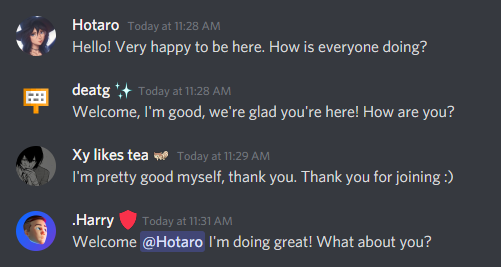 Hotaro Today at 11:28 AM
Hello! Very happy to be here. How is everyone doing?
deatg ✨ Today at 11:28 AM
Welcome, I'm good, we're glad you're here! How are you?
Xy likes tea Today at 11:29 AM
I'm pretty good myself, thank you. Thank you for joining :)
.Harry Today at 11:31 AM
Welcome @Hotaro I'm doing great! What about you?